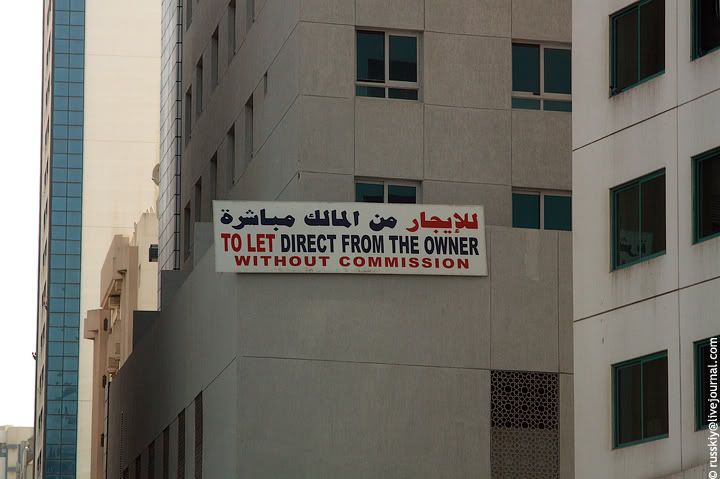 للإيجار من المالك مباشرة
TO LET DIRECT FROM THE OWNER
WITHOUT COMMISSION
© russkiy@livejournal.com